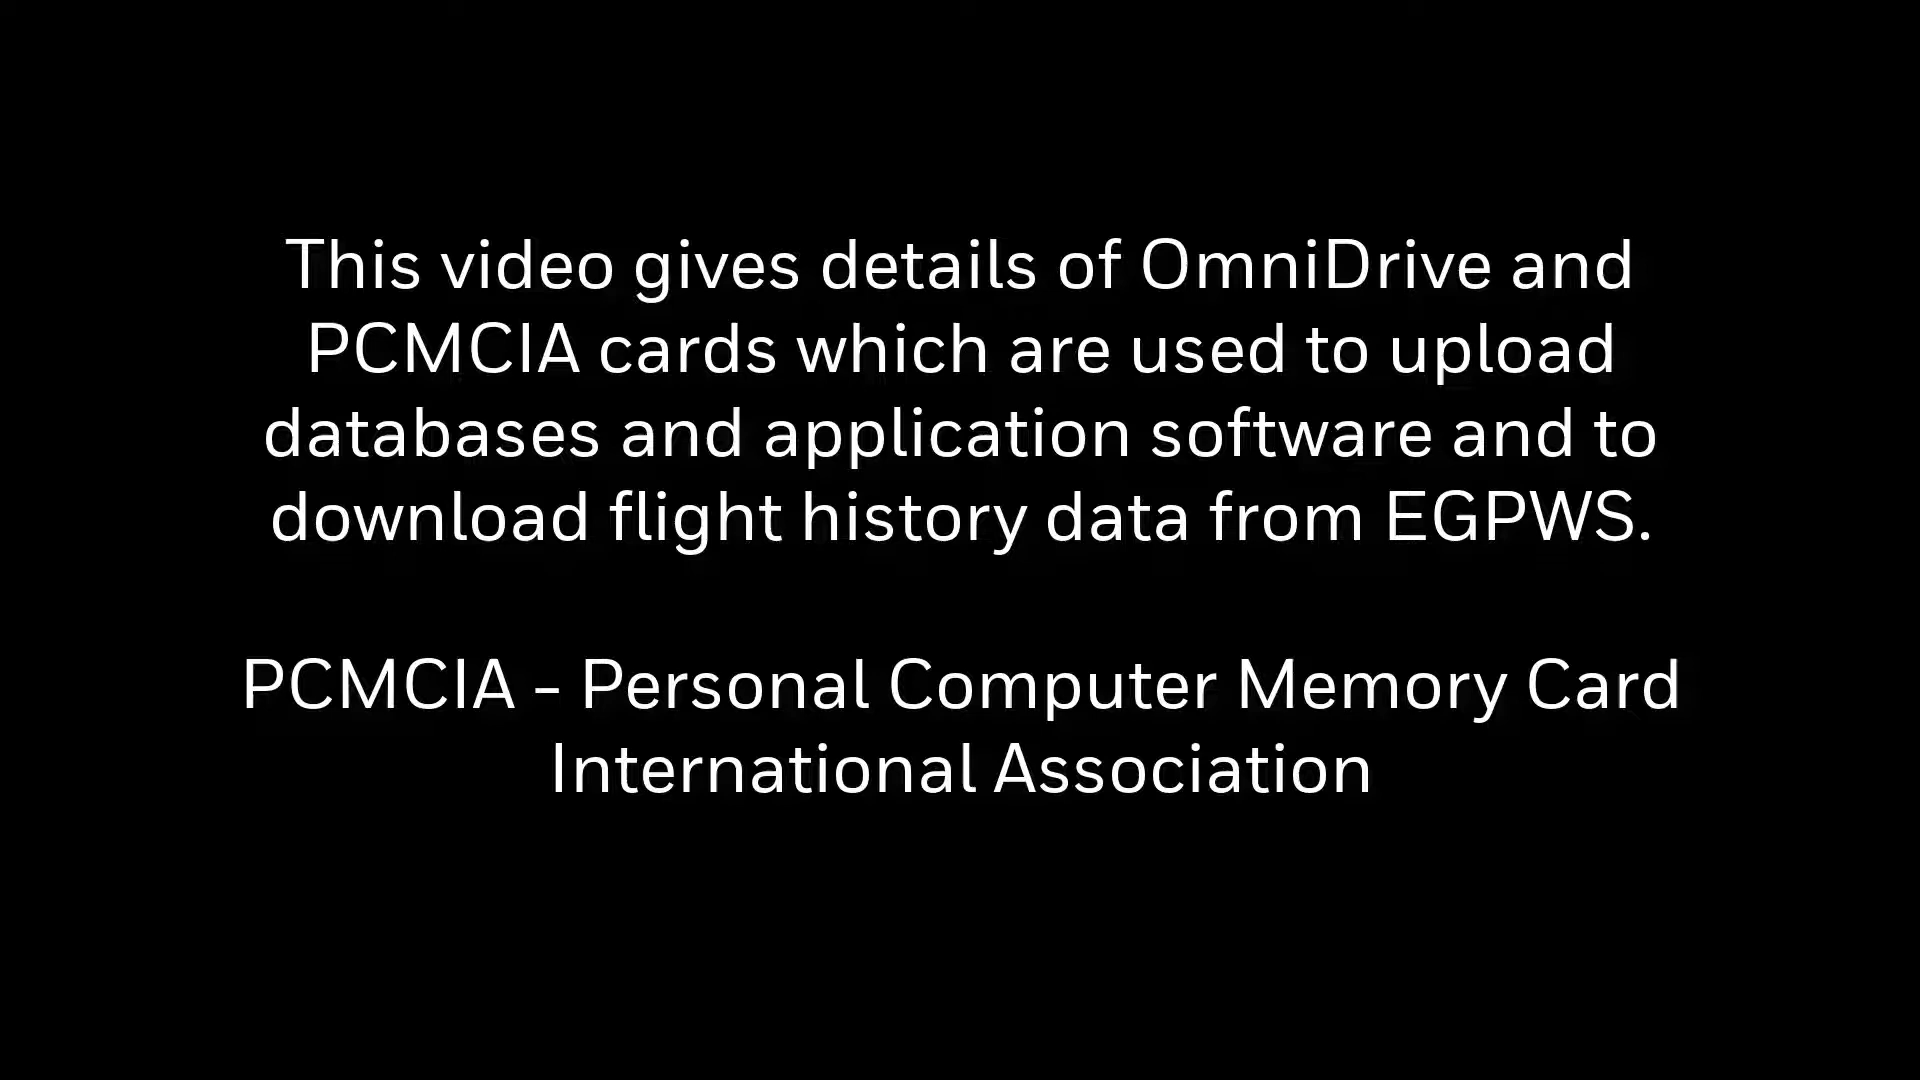 This video gives details of OmniDrive and
PCMCIA cards which are used to upload
databases and application software and to
download flight history data from EGPWS.
PCMCIA - Personal Computer Memory Card
International Association